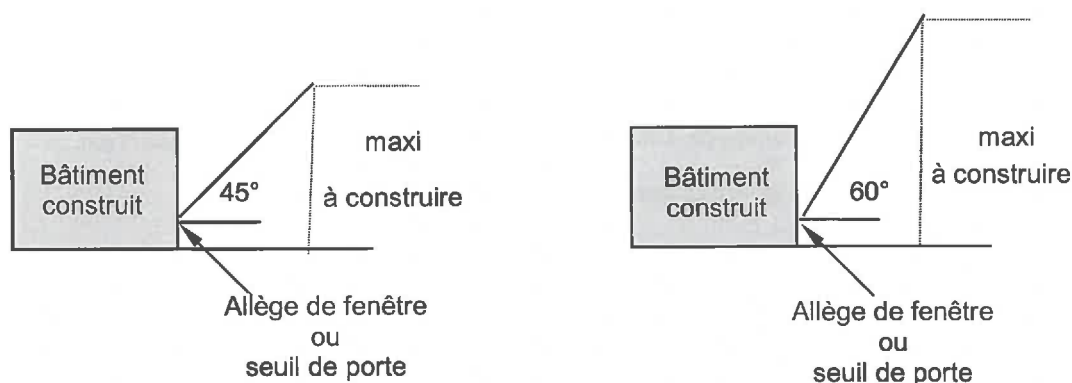 Bâtiment
construit
45°
maxi
à construire
Allège de fenêtre
ou
seuil de porte
Bâtiment
construit
60°
maxi
à construire
Allège de fenêtre
ou
seuil de porte